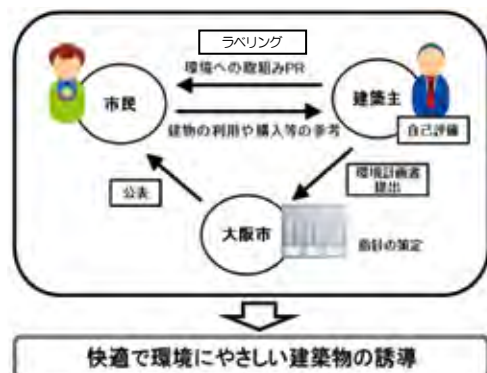 ラベリング
環境への取組みPR
市民
建築主
建物の利用や購入等の参考
自己評価
環境計画書
提出
公表
大阪市
指針の策定
快適で環境にやさしい建築物の誘導